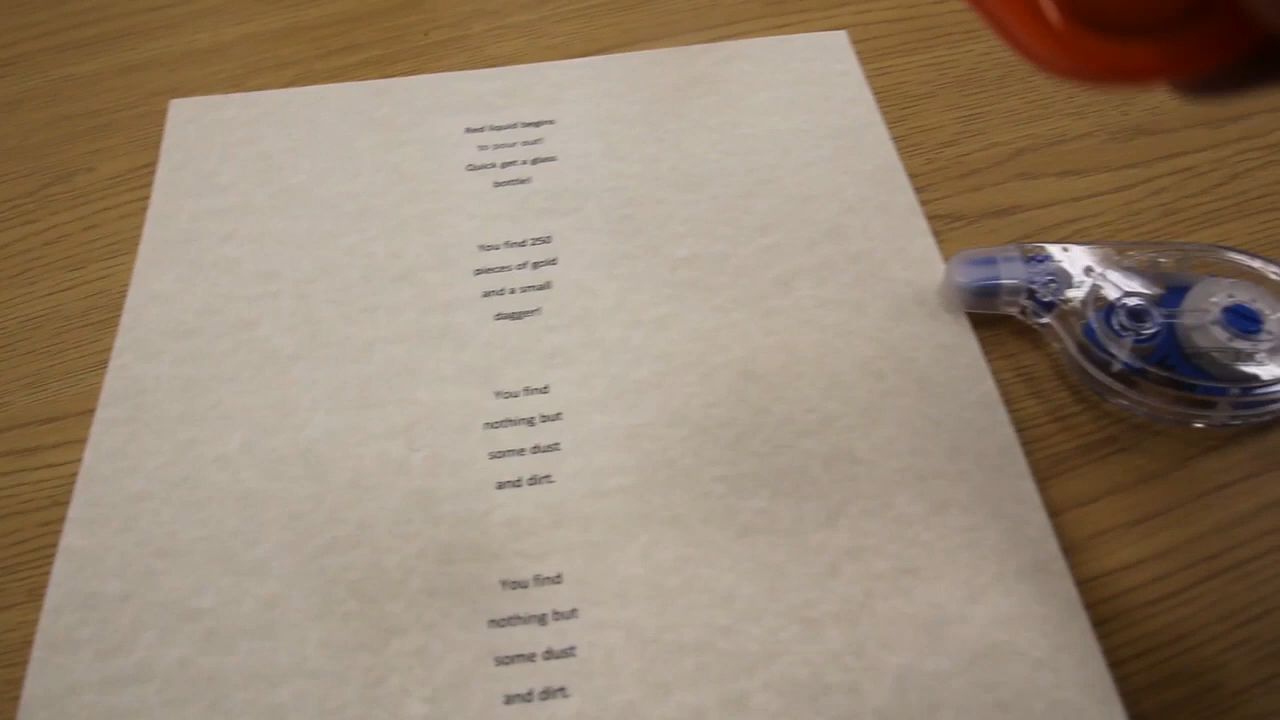 Red liquid begins
to pour out!
Quick get a glass
bottle!
You find 250
pieces of gold
and a small
dagger!
You find
nothing but
some dust
and dirt.
You find
nothing but
some dust
and dirt.